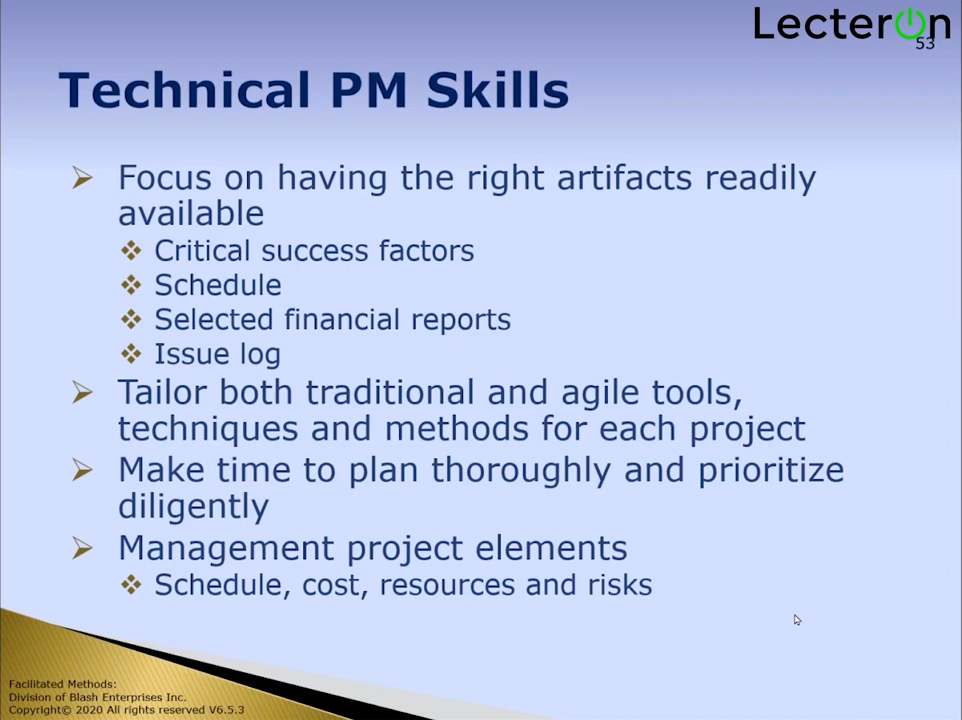 Lecteron
53
Technical PM Skills
Focus on having the right artifacts readily
available
Critical success factors
Schedule
Selected financial reports
Issue log
Tailor both traditional and agile tools,
techniques and methods for each project
Make time to plan thoroughly and prioritize
diligently
Management project elements
Schedule, cost, resources and risks
Facilitated Methods:
Division of Blash Enterprises Inc.
Copyright© 2020 All rights reserved V6.5.3